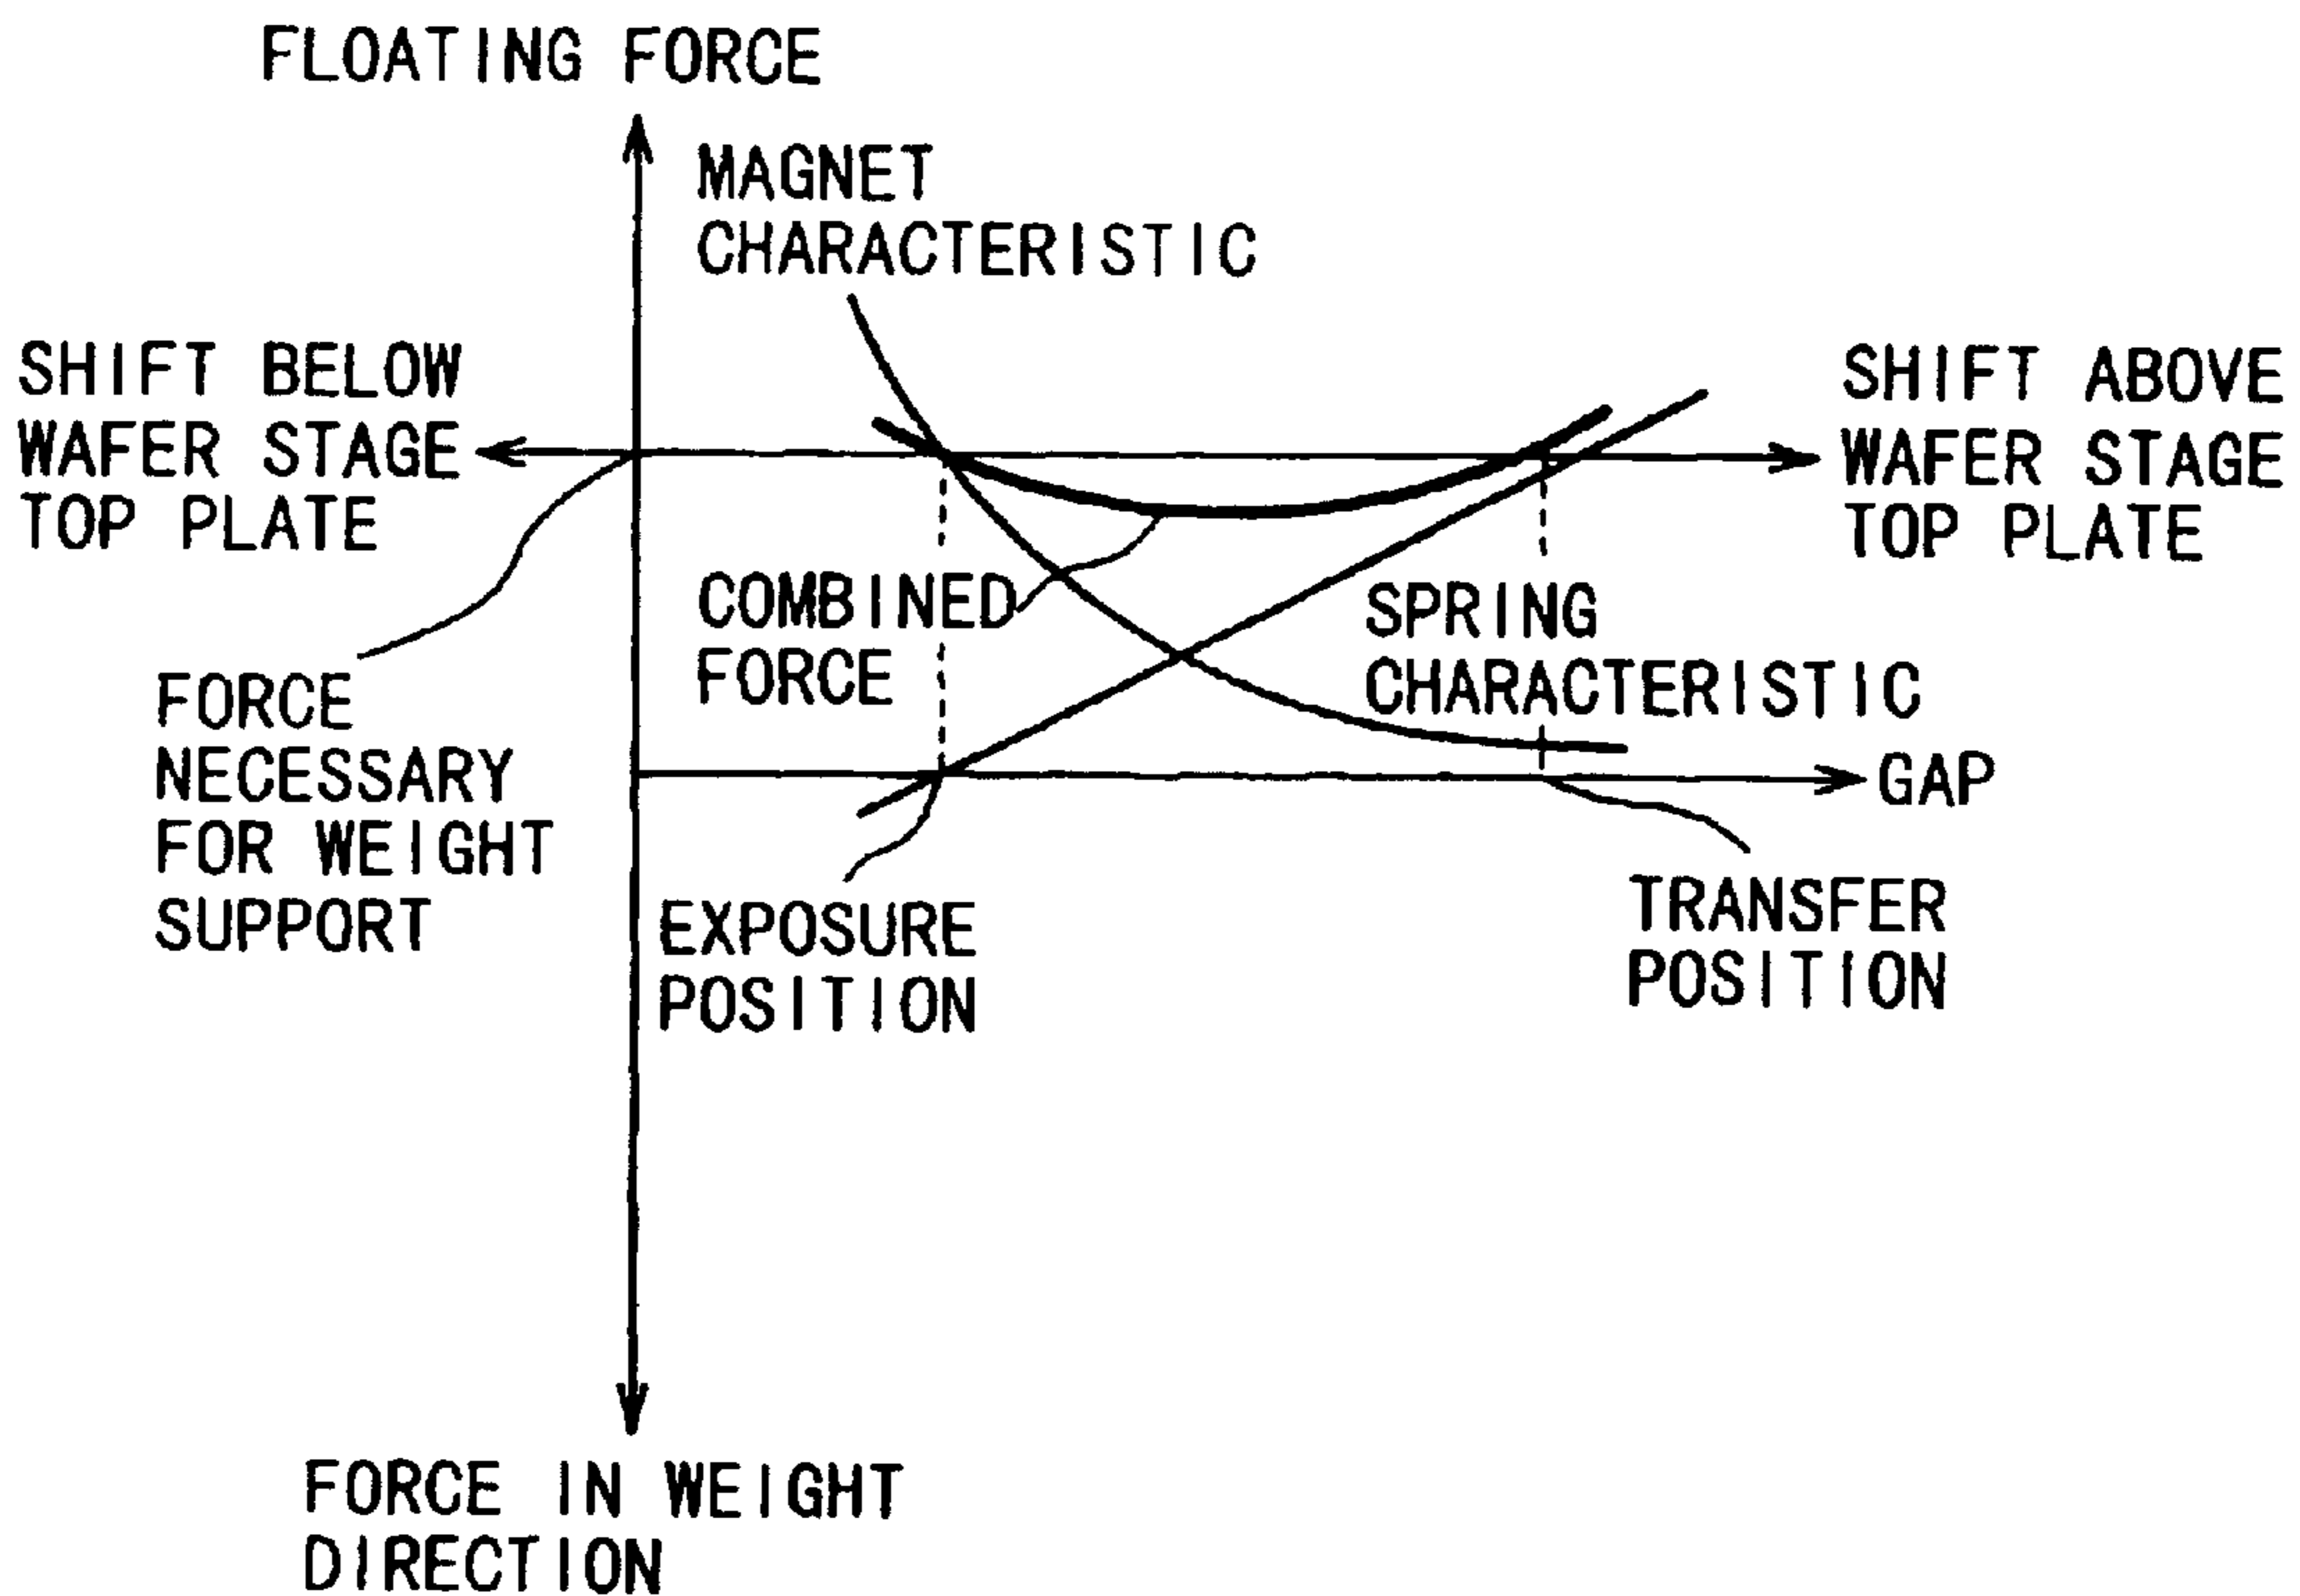 FLOATING FORCE
MAGNET
CHARACTERISTIC
SHIFT BELOW
WAFER STAGE
TOP PLATE
SHIFT ABOVE
WAFER STAGE
TOP PLATE
COMBINED
FORCE
SPRING
CHARACTERISTIC
FORCE
NECESSARY
FOR WEIGHT
SUPPORT
GAP
EXPOSURE
POSITION
TRANSFER
POSITION
FORCE IN WEIGHT
DIRECTION